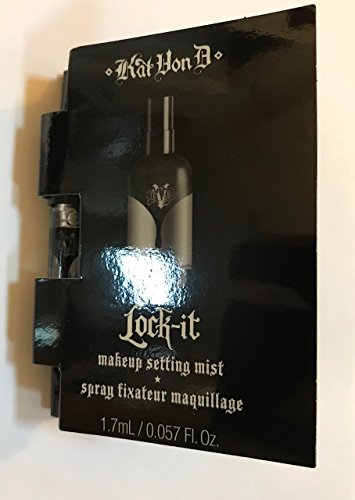 Kat Von D
Lock-it
makeup setting mist
spray fixateur maquillage
1.7mL / 0.057 Fl. Oz.